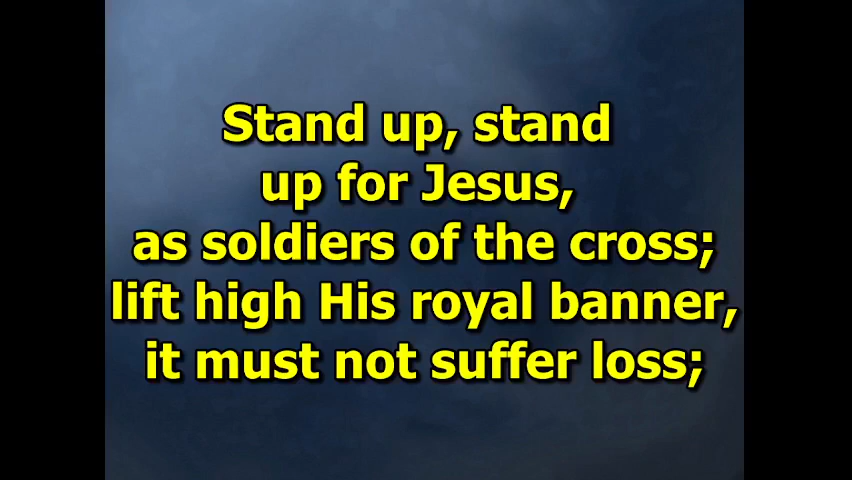 Stand up, stand
up for Jesus,
as soldiers of the cross;
lift high His royal banner,
it must not suffer loss;